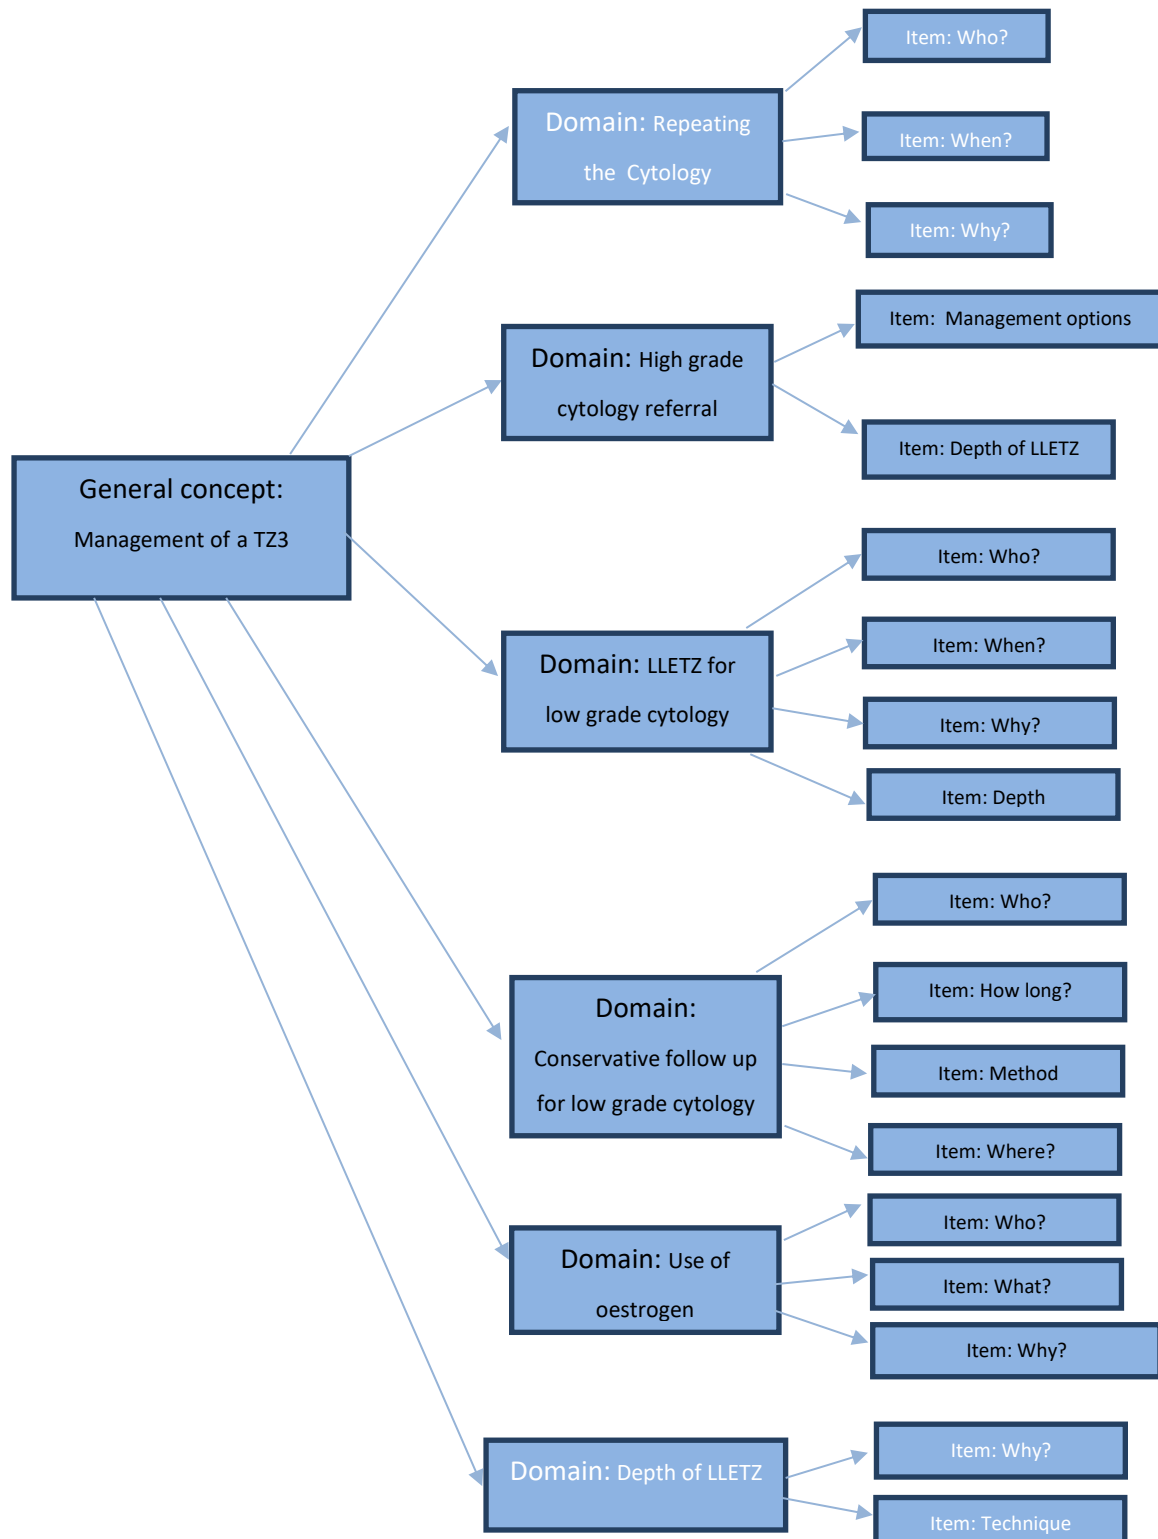 Item: Who?
Domain: Repeating
the Cytology
Item: When?
Item: Why?
Domain: High grade
cytology referral
Item: Management options
Item: Depth of LLETZ
General concept:
Management of a TZ3
Domain: LLETZ for
low grade cytology
Item: Who?
Item: When?
Item: Why?
Item: Depth
Domain:
Conservative follow up
for low grade cytology
Item: Who?
Item: How long?
Item: Method
Item: Where?
Domain: Use of
oestrogen
Item: Who?
Item: What?
Item: Why?
Domain: Depth of LLETZ
Item: Why?
Item: Technique